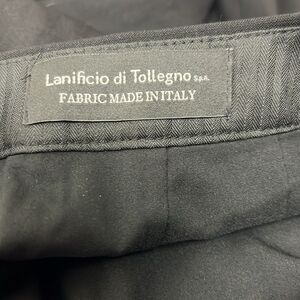 Lanificio di Tollegno S.p.A.
FABRIC MADE IN ITALY